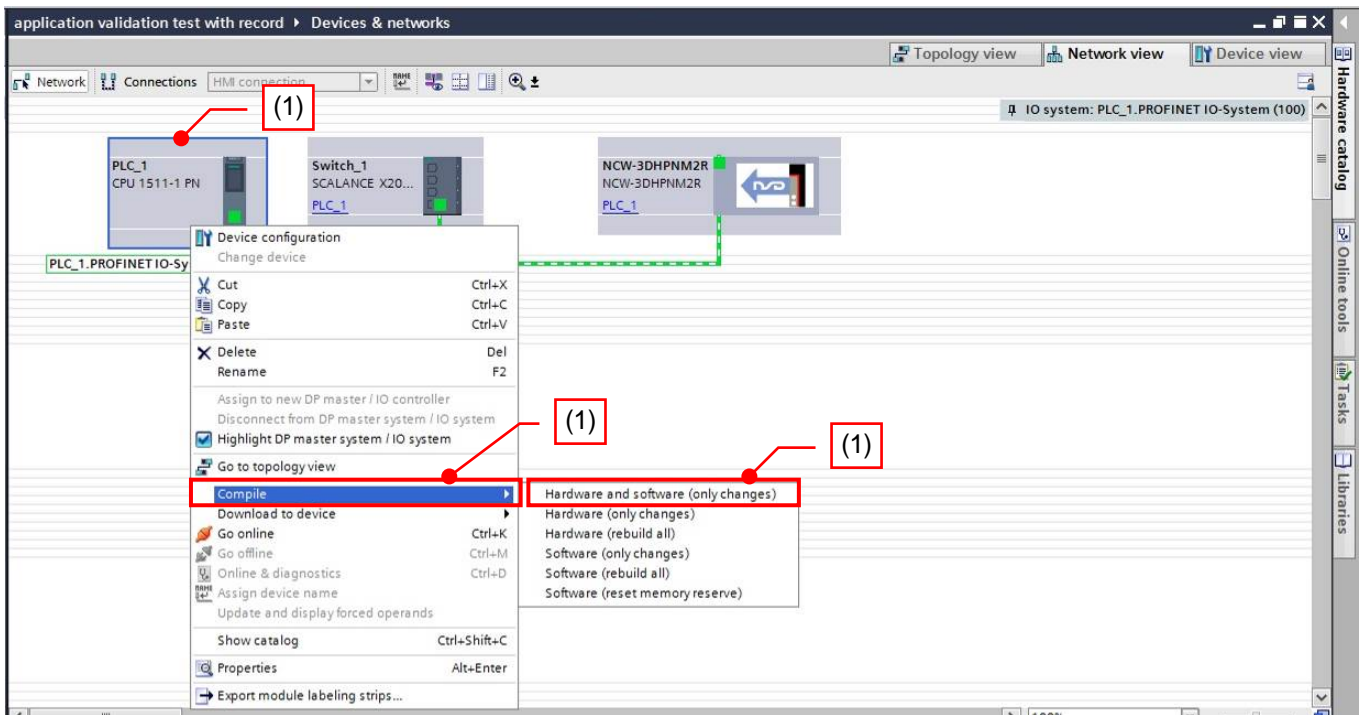 application validation test with record ▸ Devices & networks
Topology view Network view Device view
Network Connections HMI connection
IO system: PLC_1.PROFINET IO-System (100)
(1)
PLC_1
CPU 1511-1 PN
Switch_1
SCALANCE X20...
PLC_1
NCW-3DHPNM2R
NCW-3DHPNM2R
PLC_1
PLC_1.PROFINET IO-Sy
Device configuration
Change device
Cut Ctrl+X
Copy Ctrl+C
Paste Ctrl+V
Delete Del
Rename F2
Assign to new DP master / IO controller
Disconnect from DP master system / IO system
Highlight DP master system / IO system
Go to topology view
(1)
(1)
Compile
Download to device
Go online Ctrl+K
Go offline Ctrl+M
Online & diagnostics Ctrl+D
Assign device name
Update and display forced operands
Show catalog Ctrl+Shift+C
Properties Alt+Enter
Export module labeling strips...
Hardware and software (only changes)
Hardware (only changes)
Hardware (rebuild all)
Software (only changes)
Software (rebuild all)
Software (reset memory reserve)
Hardware catalog
Online tools
Tasks
Libraries
100%